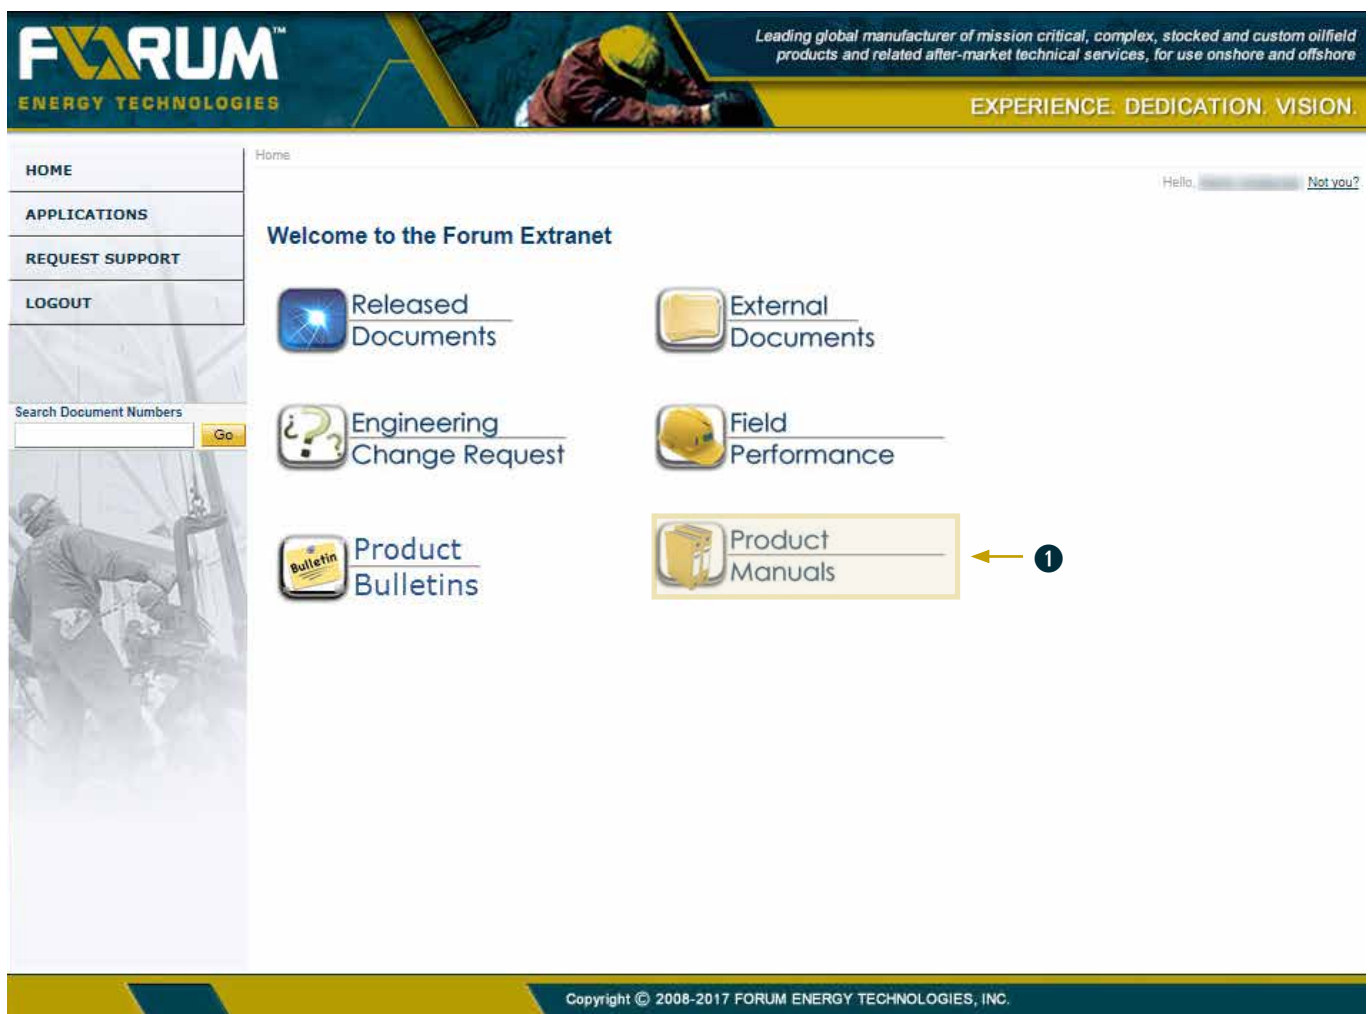 FORUM™
ENERGY TECHNOLOGIES
Leading global manufacturer of mission critical, complex, stocked and custom oilfield
products and related after-market technical services, for use onshore and offshore
EXPERIENCE. DEDICATION. VISION.
HOME
APPLICATIONS
REQUEST SUPPORT
LOGOUT
Search Document Numbers
Go
Home
Hello, Not you?
Welcome to the Forum Extranet
Released
Documents
External
Documents
Engineering
Change Request
Field
Performance
Bulletin
Product
Bulletins
Product
Manuals
1
Copyright © 2008-2017 FORUM ENERGY TECHNOLOGIES, INC.